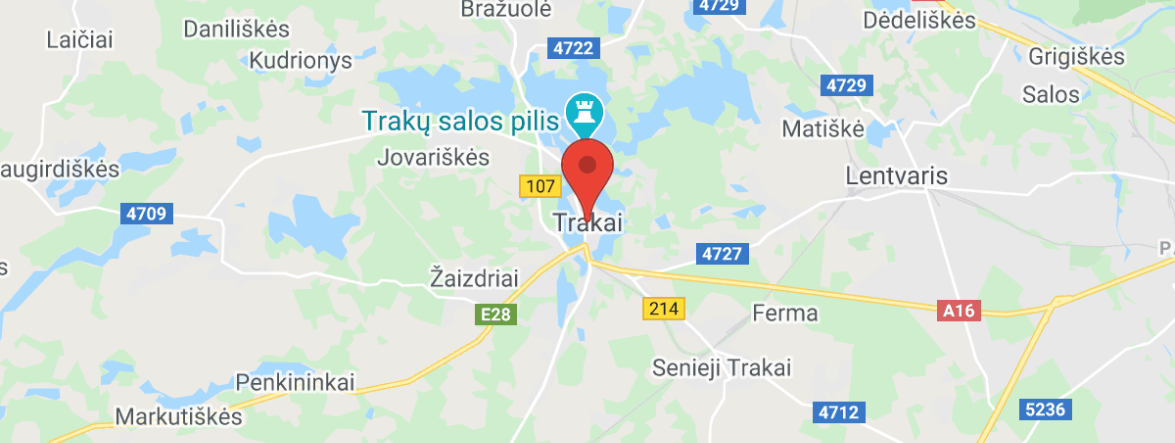 Bražuolė
4729
Dėdeliškės
Daniliškės
Laičiai
4722
Grigiškės
Kudrionys
4729
Salos
Trakų salos pilis
Matiškė
Jovariškės
augirdiškės
Lentvaris
107
4709
Trakai
4727
Žaizdriai
214
A16
E28
Ferma
Senieji Trakai
Penkininkai
4712
5236
Markutiškės